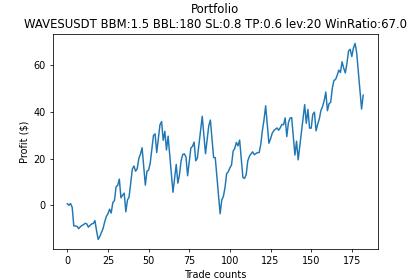 Portfolio
WAVESUSDT BBM:1.5 BBL:180 SL:0.8 TP:0.6 lev:20 WinRatio:67.0
60
40
20
0
Profit ($)
0 25 50 75 100 125 150 175
Trade counts